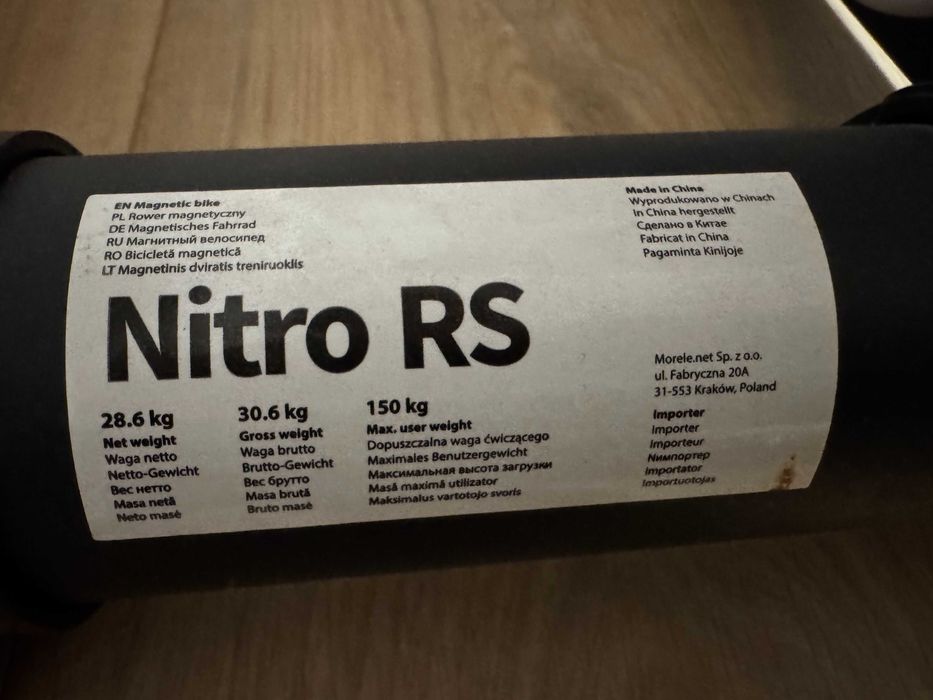 EN Magnetic bike
PL Rower magnetyczny
DE Magnetisches Fahrrad
RU Магнитный велосипед
RO Bicicletă magnetică
LT Magnetinis dviratis treniruoklis
Made in China
Wyprodukowano w Chinach
In China hergestellt
Сделано в Китае
Fabricat in China
Pagaminta Kinijoje
Nitro RS
28.6 kg
Net weight
Waga netto
Netto-Gewicht
Вес нетто
Masa netă
Neto masė
30.6 kg
Gross weight
Waga brutto
Brutto-Gewicht
Вес брутто
Masa brută
Bruto masė
150 kg
Max. user weight
Dopuszczalna waga ćwiczącego
Maximales Benutzergewicht
Максимальная высота загрузки
Masă maximă utilizator
Maksimalus vartotojo svoris
Morele.net Sp. z o.o.
ul. Fabryczna 20A
31-553 Kraków, Poland
Importer
Importer
Importeur
Nимпортер
Importator
Importuotojas